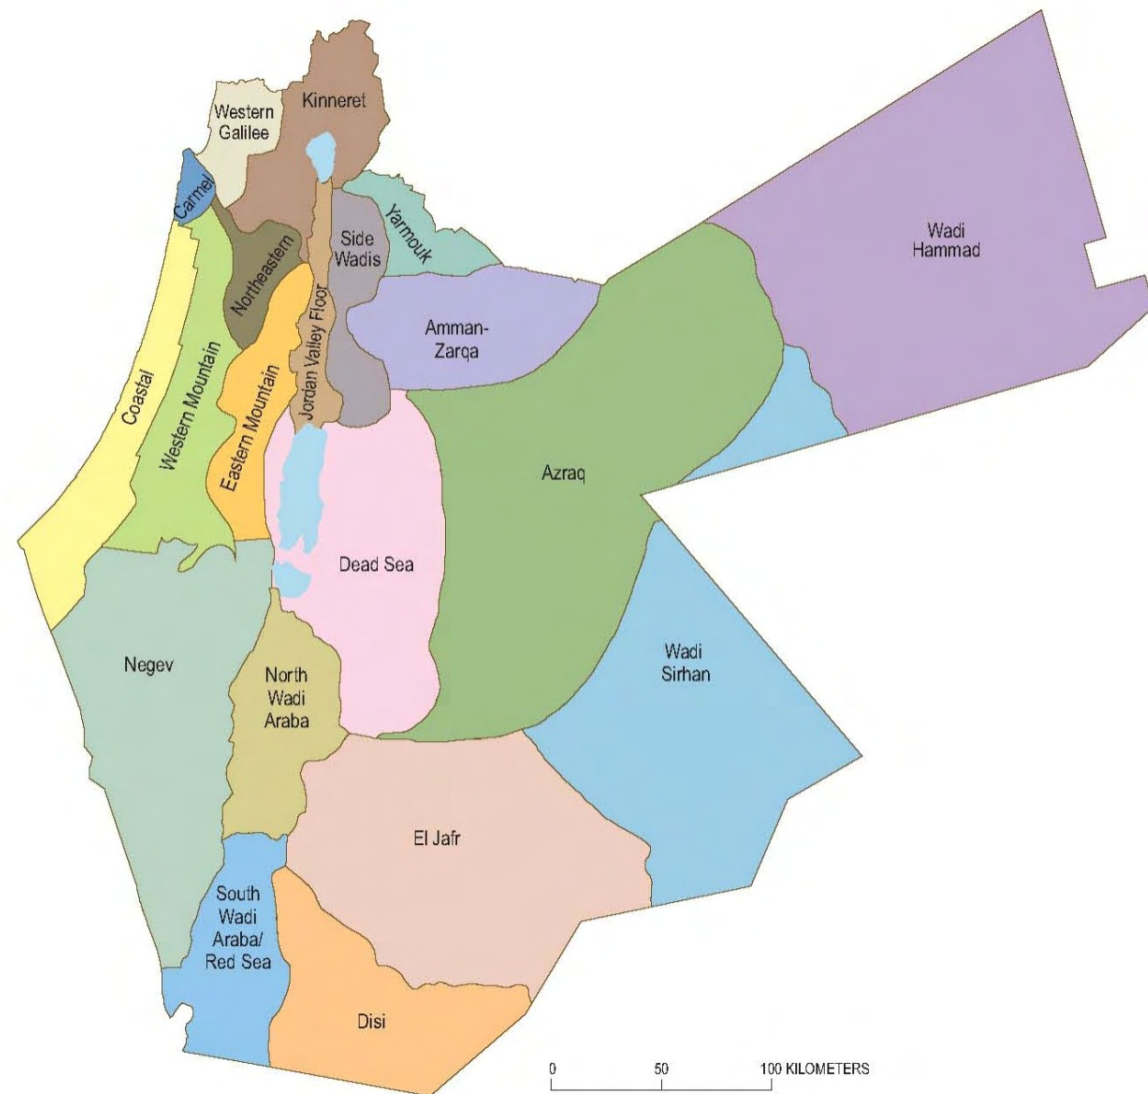 Kinneret
Western
Galilee
Carmel
Yarmouk
Side
Wadis
Northeastern
Wadi
Hammad
Jordan Valley Floor
Amman-
Zarqa
Coastal
Western Mountain
Eastern Mountain
Azraq
Dead Sea
Negev
North
Wadi
Araba
Wadi
Sirhan
El Jafr
South
Wadi
Araba/
Red Sea
Disi
0 50 100 KILOMETERS